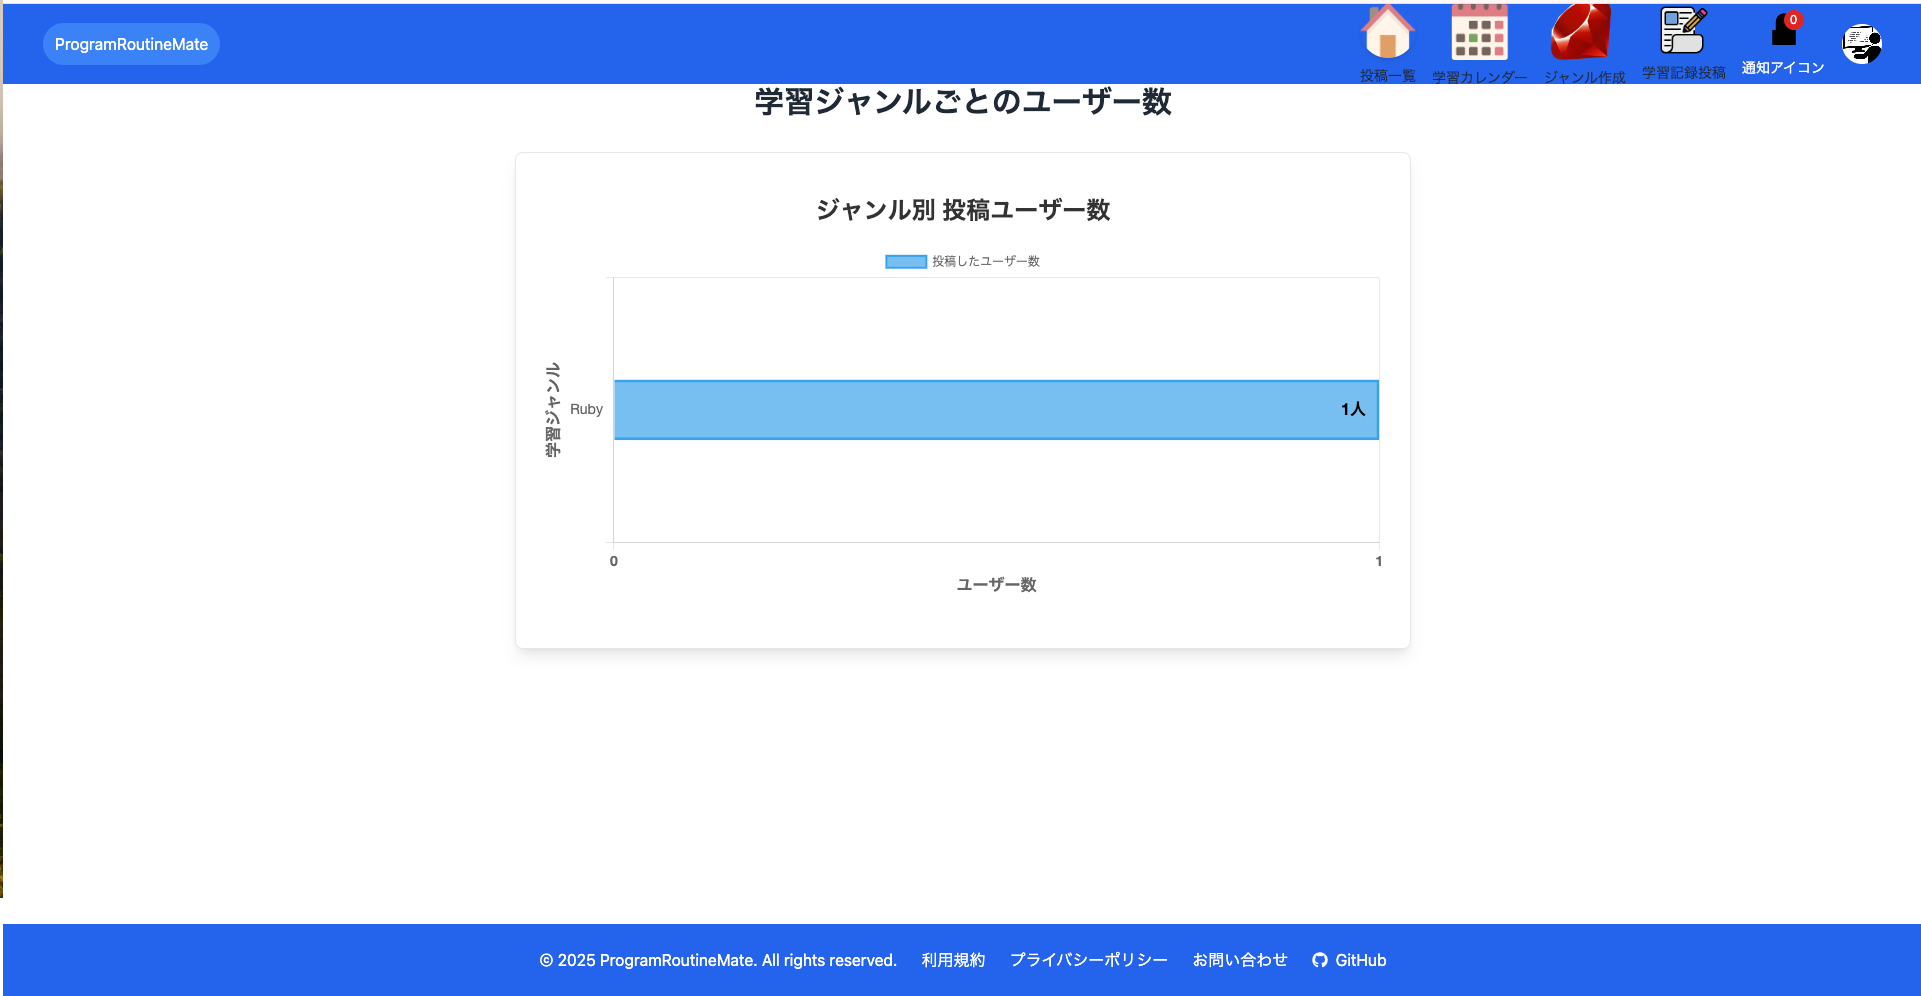 ProgramRoutineMate
投稿一覧
学習カレンダー
ジャンル作成
学習記録投稿
0
通知アイコン
学習ジャンルごとのユーザー数
ジャンル別 投稿ユーザー数
投稿したユーザー数
学習ジャンル
Ruby
1人
0
1
ユーザー数
© 2025 ProgramRoutineMate. All rights reserved. 利用規約 プライバシーポリシー お問い合わせ GitHub